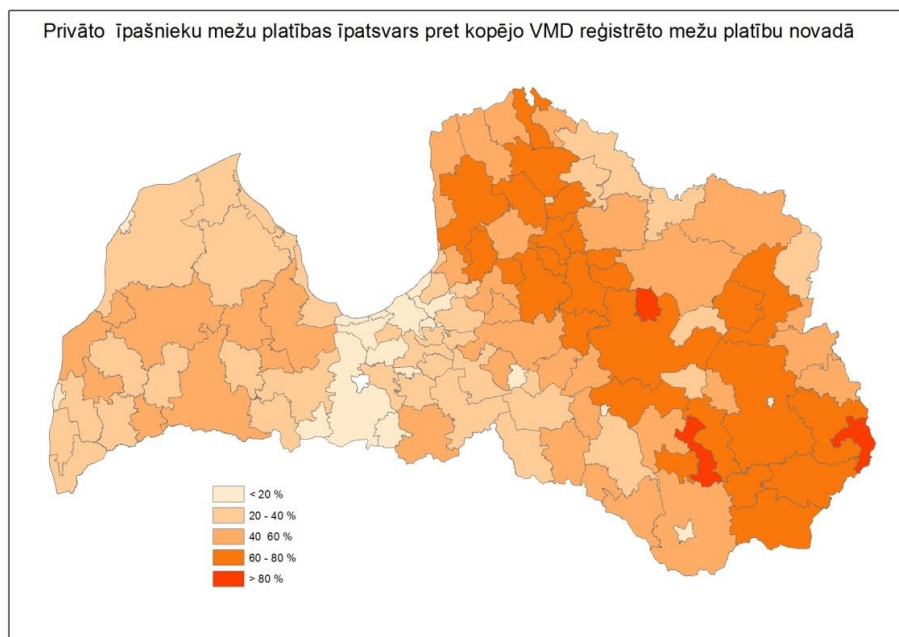 Privāto īpašnieku mežu platības īpatsvars pret kopējo VMD reģistrēto mežu platību novadā
< 20 %
20 - 40 %
40 60 %
60 - 80 %
> 80 %